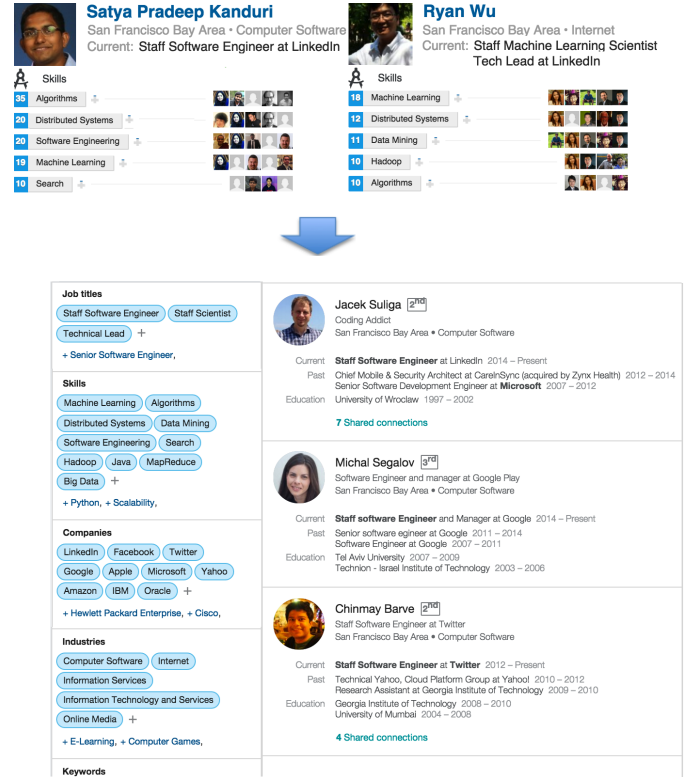 Satya Pradeep Kanduri
San Francisco Bay Area • Computer Software
Current: Staff Software Engineer at LinkedIn
Skills
35 Algorithms
20 Distributed Systems
20 Software Engineering
19 Machine Learning
10 Search
Ryan Wu
San Francisco Bay Area • Internet
Current: Staff Machine Learning Scientist
Tech Lead at LinkedIn
Skills
18 Machine Learning
12 Distributed Systems
11 Data Mining
10 Hadoop
10 Algorithms
Job titles
Staff Software Engineer Staff Scientist
Technical Lead +
+ Senior Software Engineer,
Skills
Machine Learning Algorithms
Distributed Systems Data Mining
Software Engineering Search
Hadoop Java MapReduce
Big Data +
+ Python, + Scalability,
Companies
LinkedIn Facebook Twitter
Google Apple Microsoft Yahoo
Amazon IBM Oracle +
+ Hewlett Packard Enterprise, + Cisco,
Industries
Computer Software Internet
Information Services
Information Technology and Services
Online Media +
+ E-Learning, + Computer Games,
Keywords
Jacek Suliga 2nd
Coding Addict
San Francisco Bay Area • Computer Software
Current Staff Software Engineer at LinkedIn 2014 – Present
Past Chief Mobile & Security Architect at CareInSync (acquired by Zynx Health) 2012 – 2014
Senior Software Development Engineer at Microsoft 2007 – 2012
Education University of Wroclaw 1997 – 2002
7 Shared connections
Michal Segalov 3rd
Software Engineer and manager at Google Play
San Francisco Bay Area • Computer Software
Current Staff software Engineer and Manager at Google 2014 – Present
Past Senior software egineer at Google 2011 – 2014
Software Engineer at Google 2007 – 2011
Education Tel Aviv University 2007 – 2009
Technion - Israel Institute of Technology 2003 – 2006
Chinmay Barve 2nd
Staff Software Engineer at Twitter
San Francisco Bay Area • Computer Software
Current Staff Software Engineer at Twitter 2012 – Present
Past Technical Yahoo, Cloud Platform Group at Yahoo! 2010 – 2012
Research Assistant at Georgia Institute of Technology 2009 – 2010
Education Georgia Institute of Technology 2008 – 2010
University of Mumbai 2004 – 2008
4 Shared connections